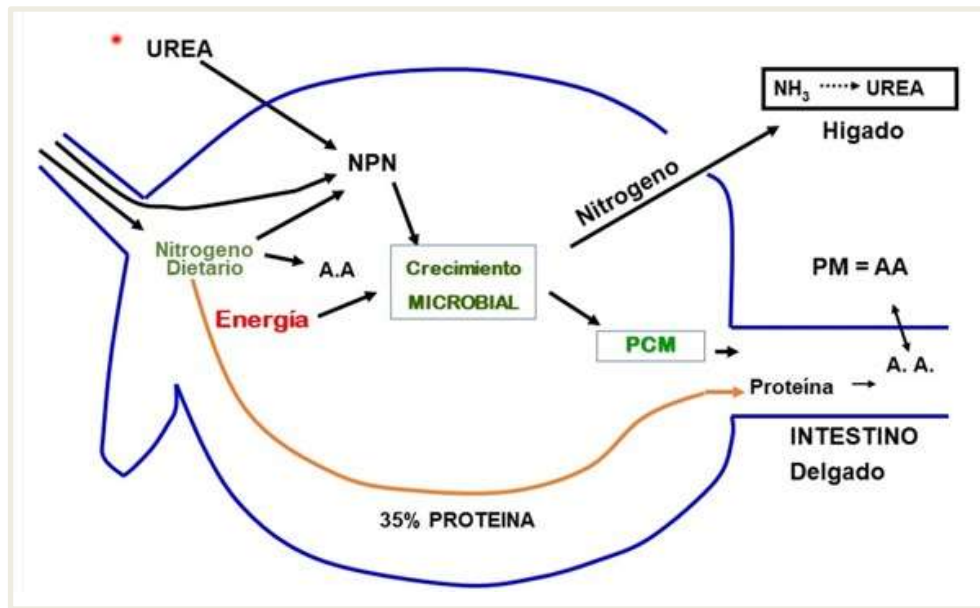 UREA
NH₃ UREA
Higado
NPN
Nitrogeno
Nitrogeno
Dietario
A.A
Crecimiento
MICROBIAL
PM = AA
Energía
PCM
A. A.
Proteína
INTESTINO
Delgado
35% PROTEINA